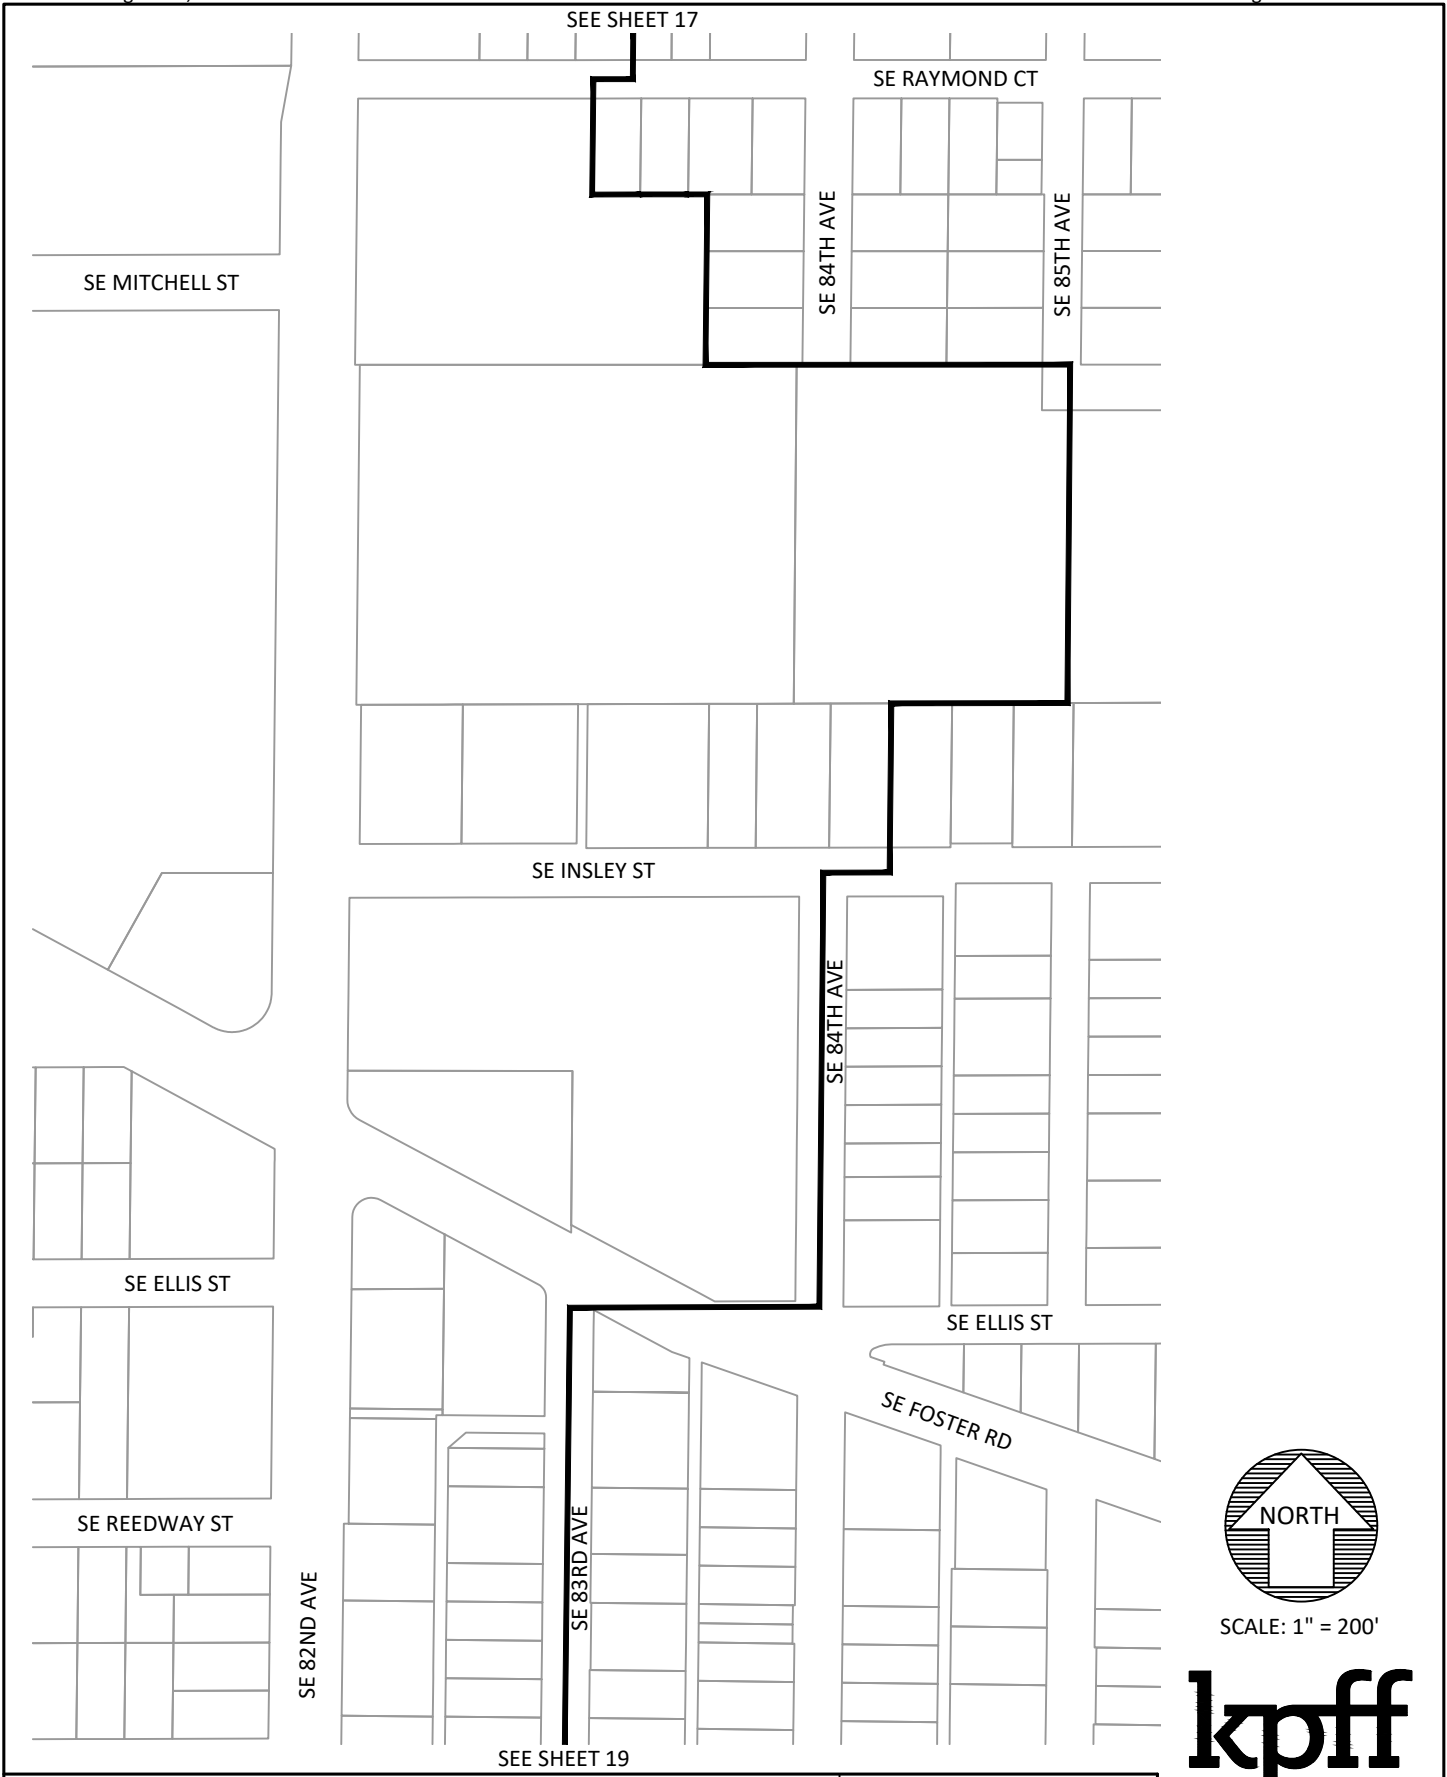 SEE SHEET 17
SE RAYMOND CT
SE MITCHELL ST
SE 84TH AVE
SE 85TH AVE
SE INSLEY ST
SE 84TH AVE
SE ELLIS ST
SE ELLIS ST
SE FOSTER RD
SE REEDWAY ST
SE 83RD AVE
SE 82ND AVE
NORTH
SCALE: 1" = 200'
kpff
SEE SHEET 19